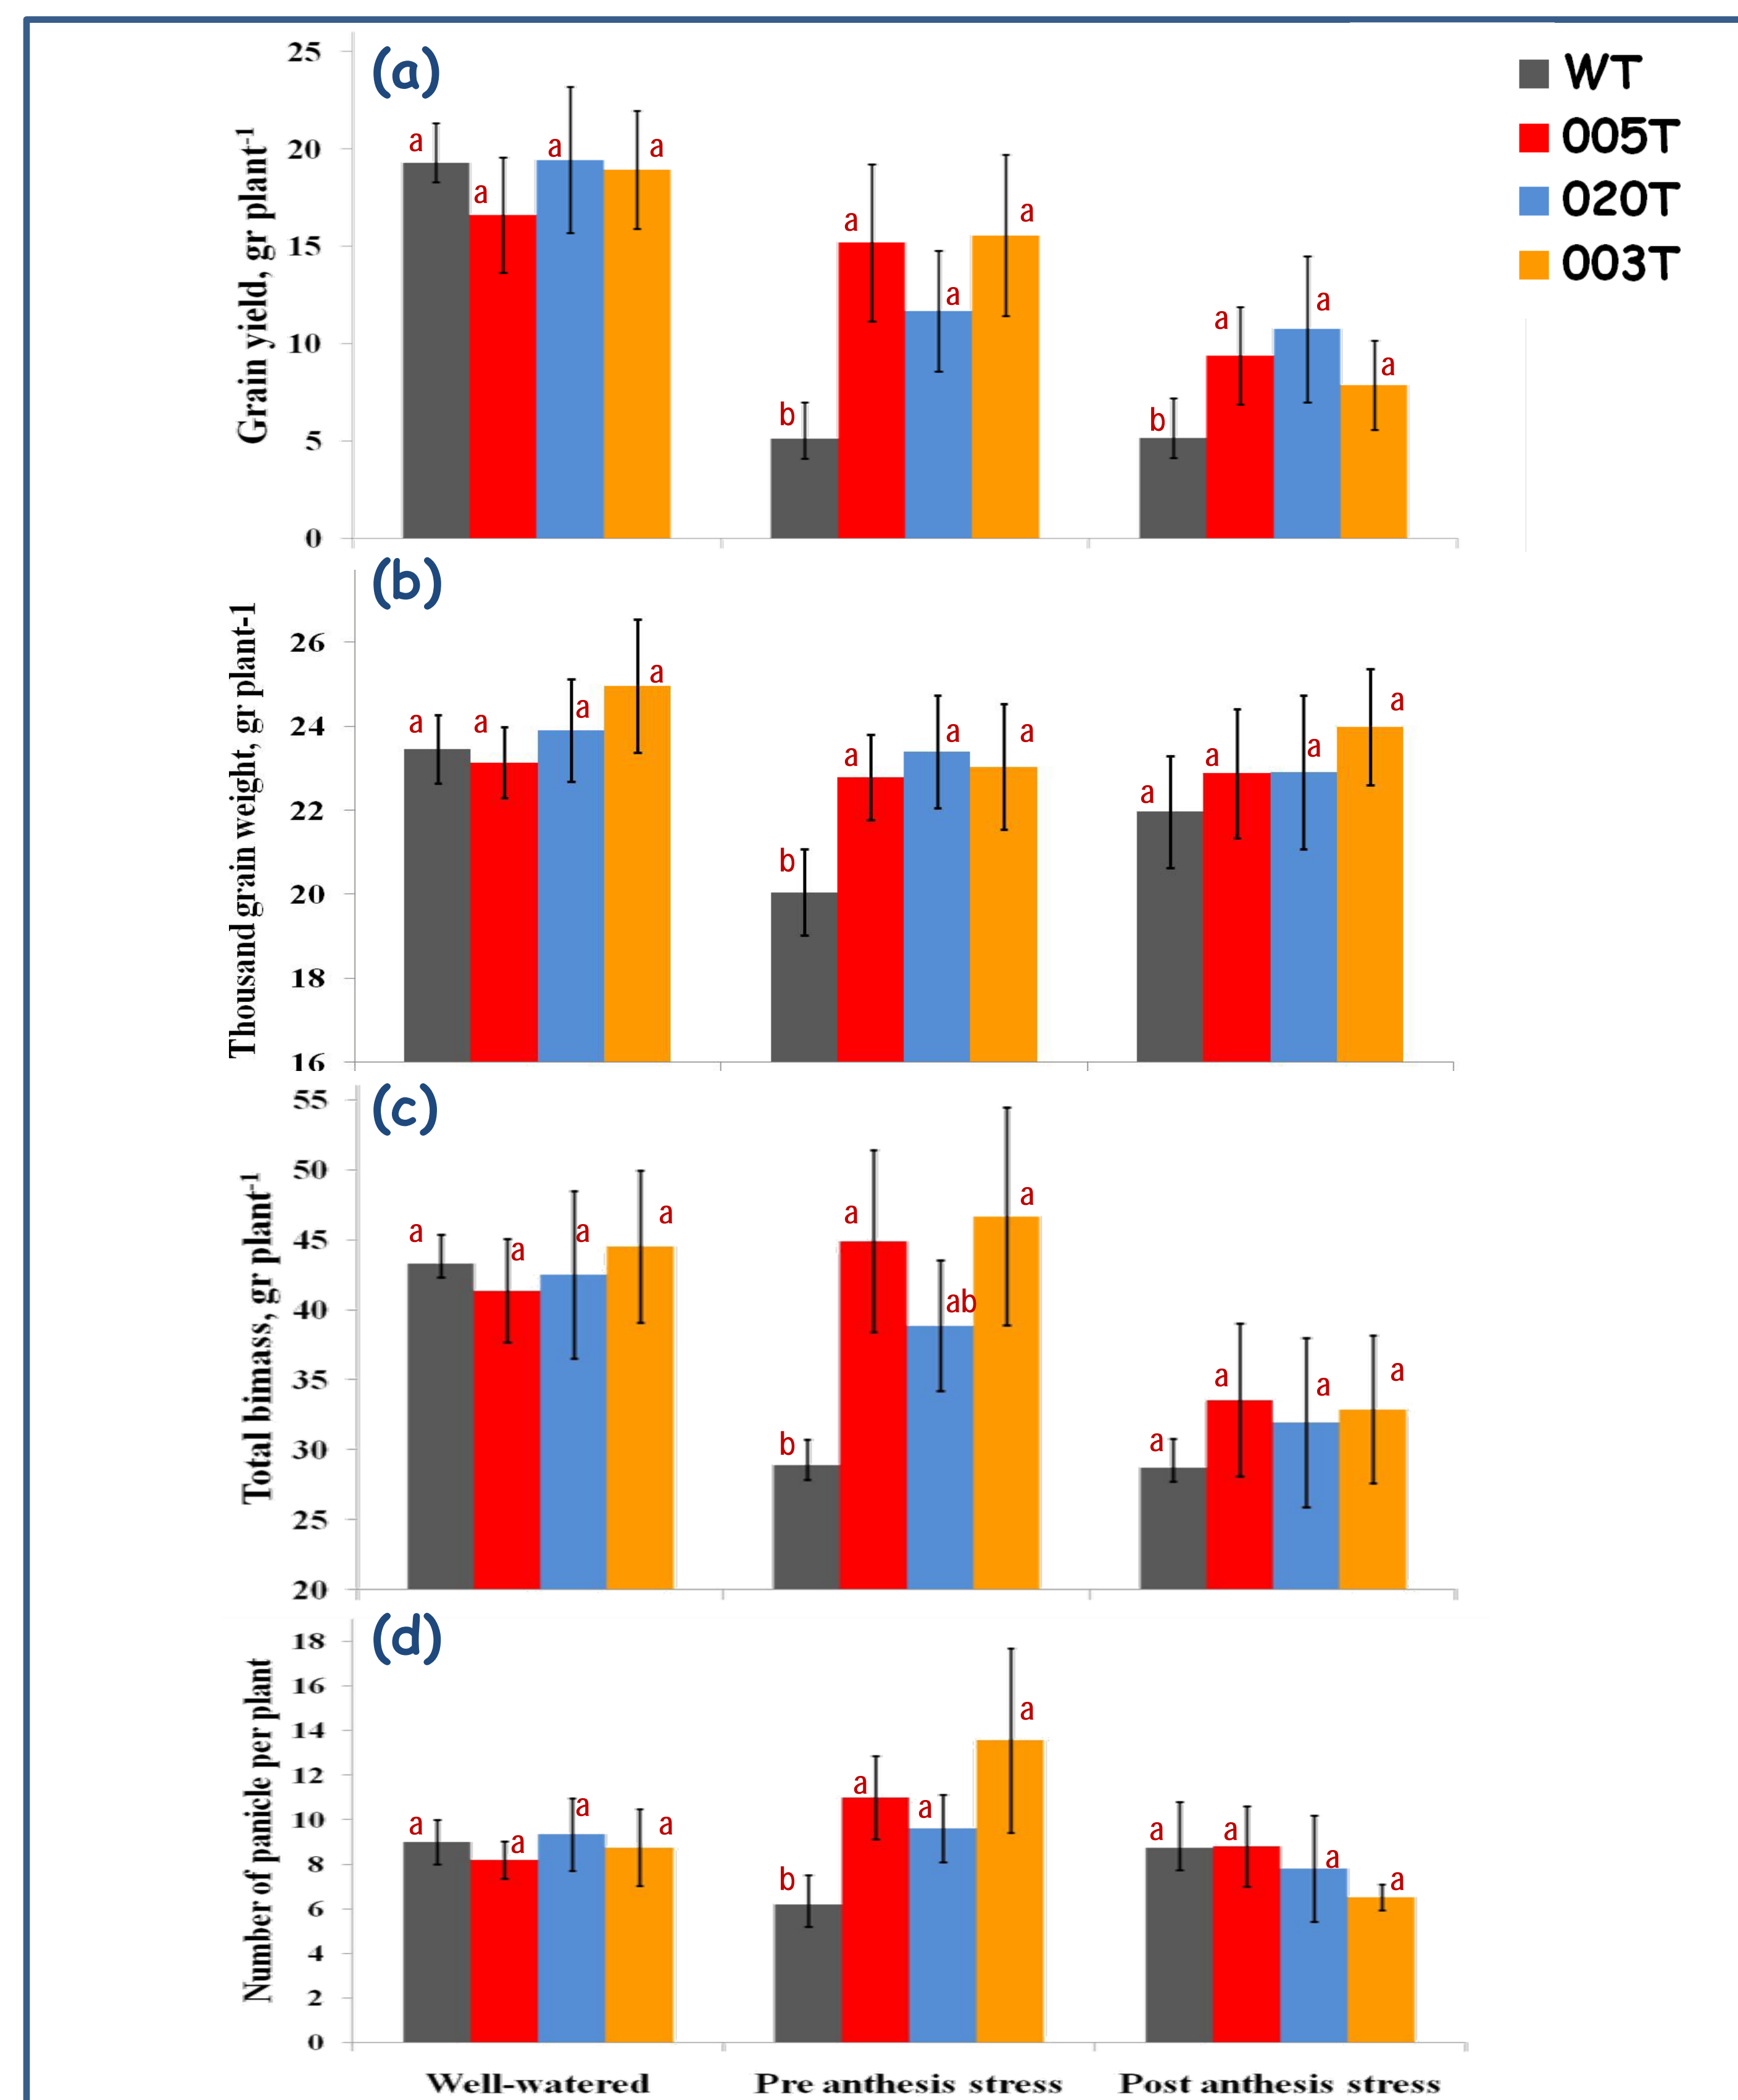 (a)
WT
005T
020T
003T
Grain yield, gr plant-1
25
20
15
10
5
0
a
a
a
a
b
a
a
a
b
a
a
a
(b)
Thousand grain weight, gr plant-1
26
24
22
20
18
16
a
a
a
a
b
a
a
a
a
a
a
a
(c)
Total bimass, gr plant-1
55
50
45
40
35
30
25
20
a
a
a
a
b
a
ab
a
a
a
a
a
(d)
Number of panicle per plant
18
16
14
12
10
8
6
4
2
0
a
a
a
a
b
a
a
a
a
a
a
a
Well-watered
Pre anthesis stress
Post anthesis stress